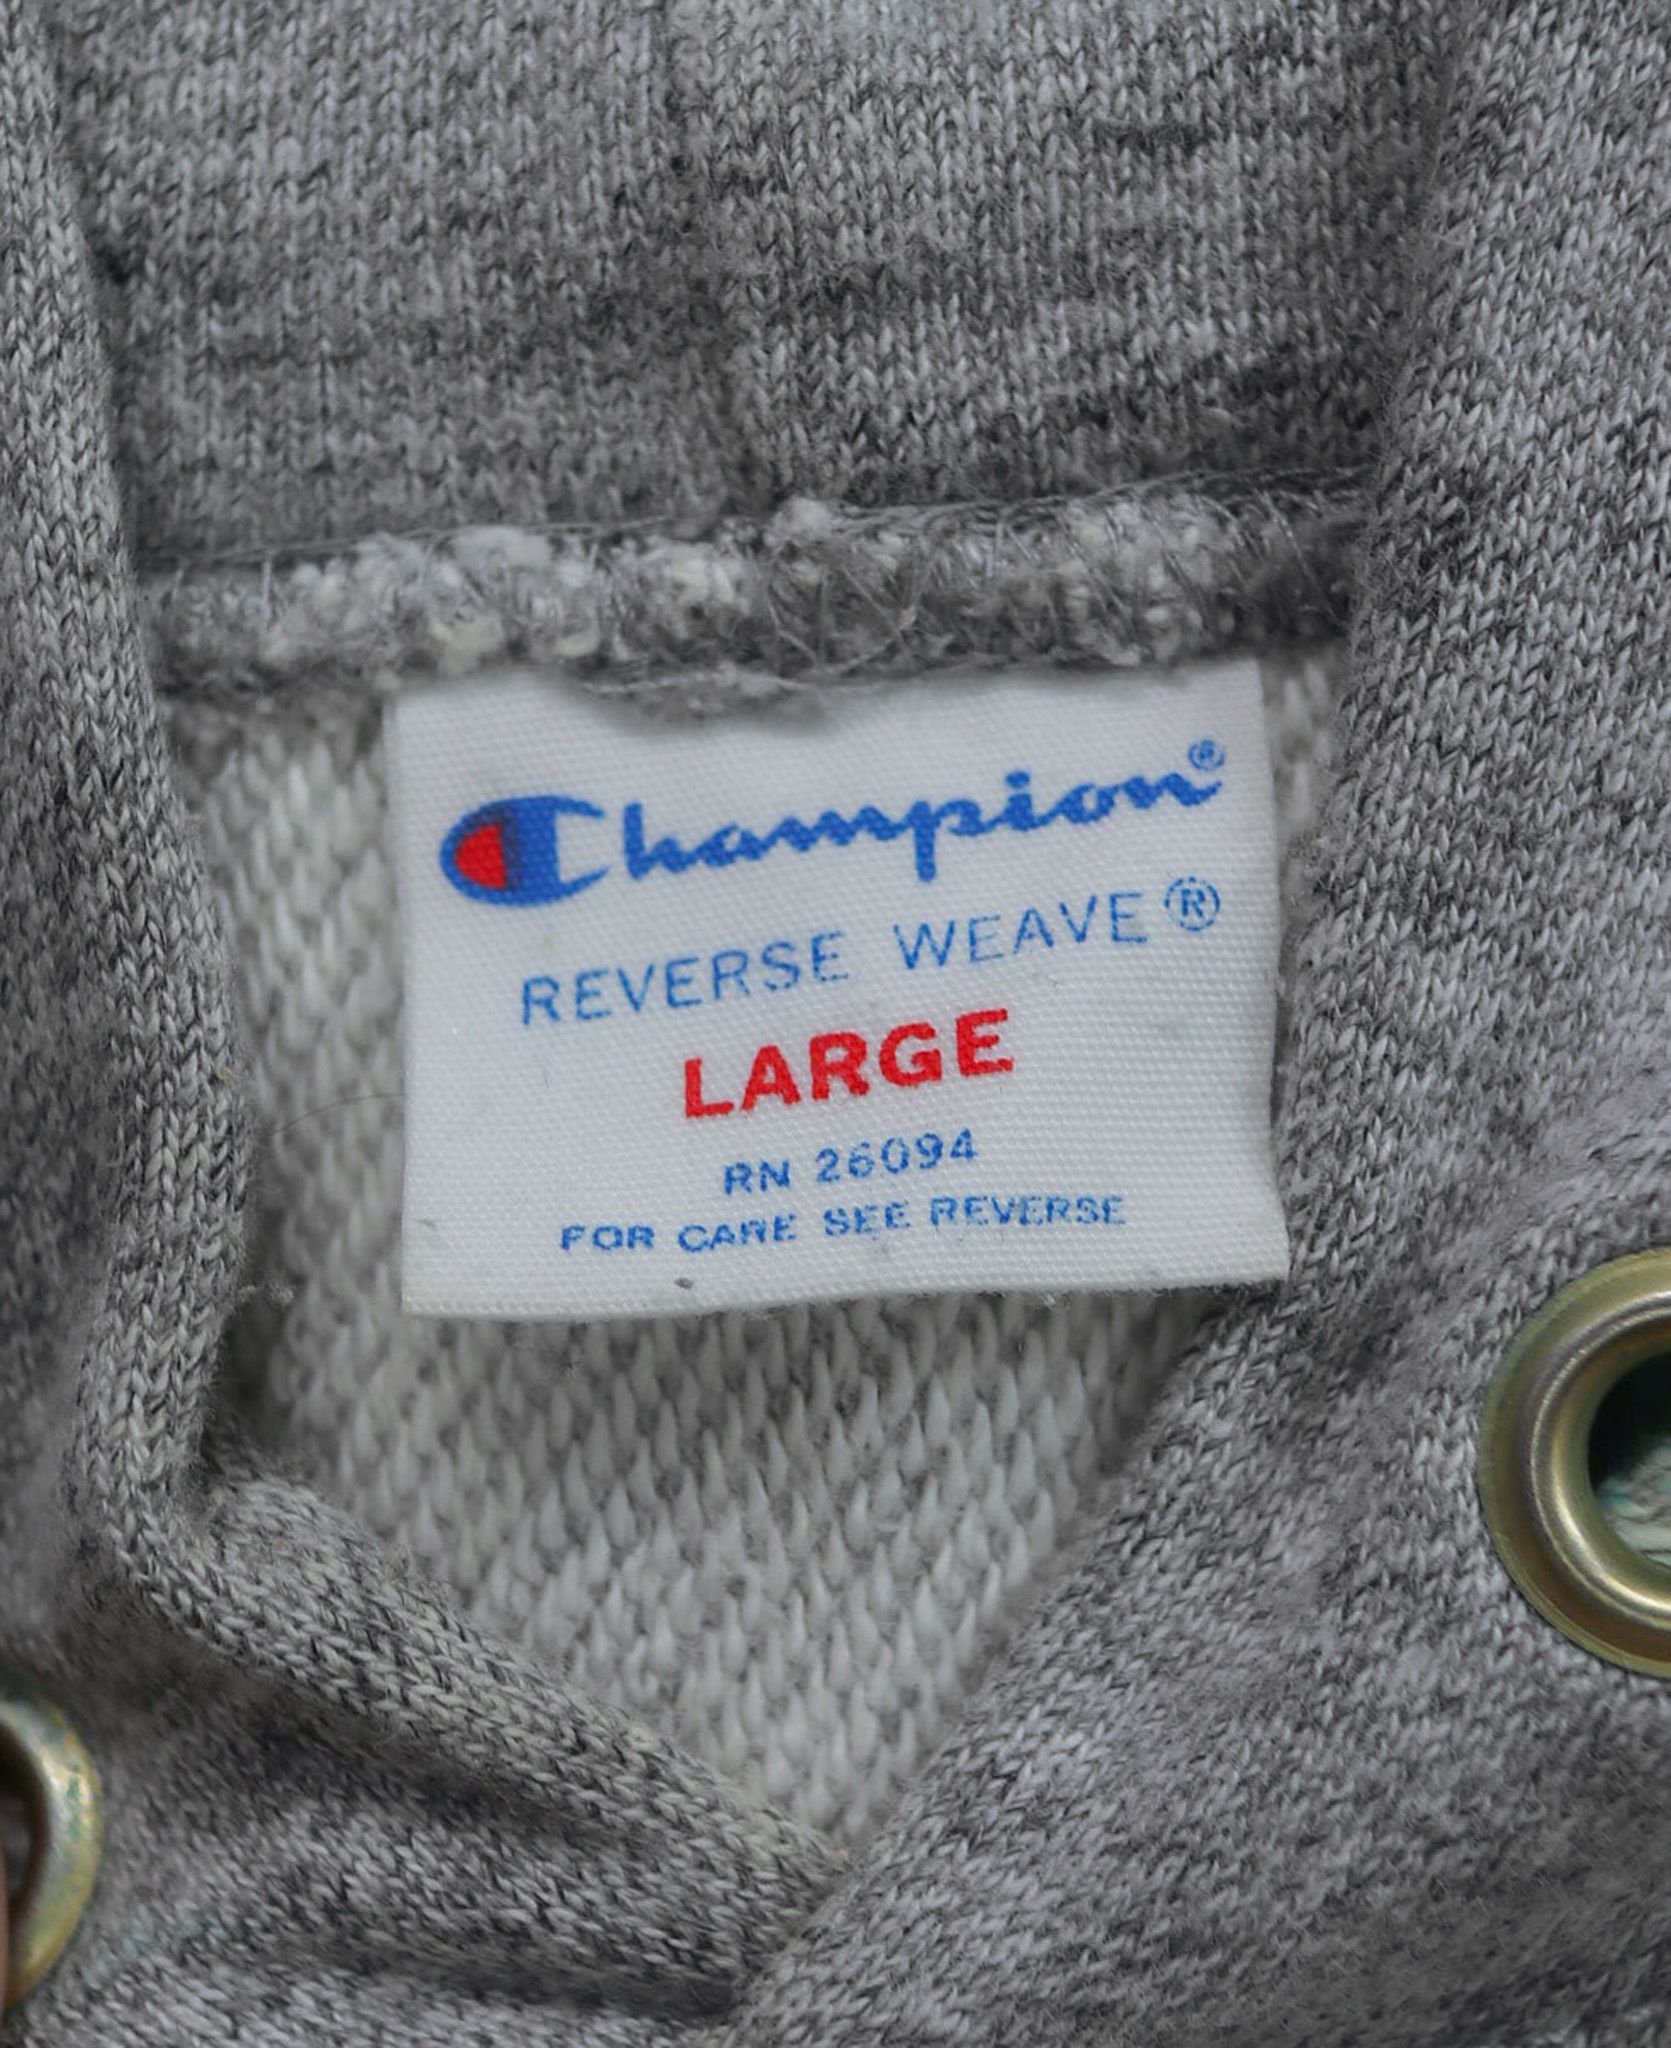 Champion®
REVERSE WEAVE®
LARGE
RN 26094
FOR CARE SEE REVERSE